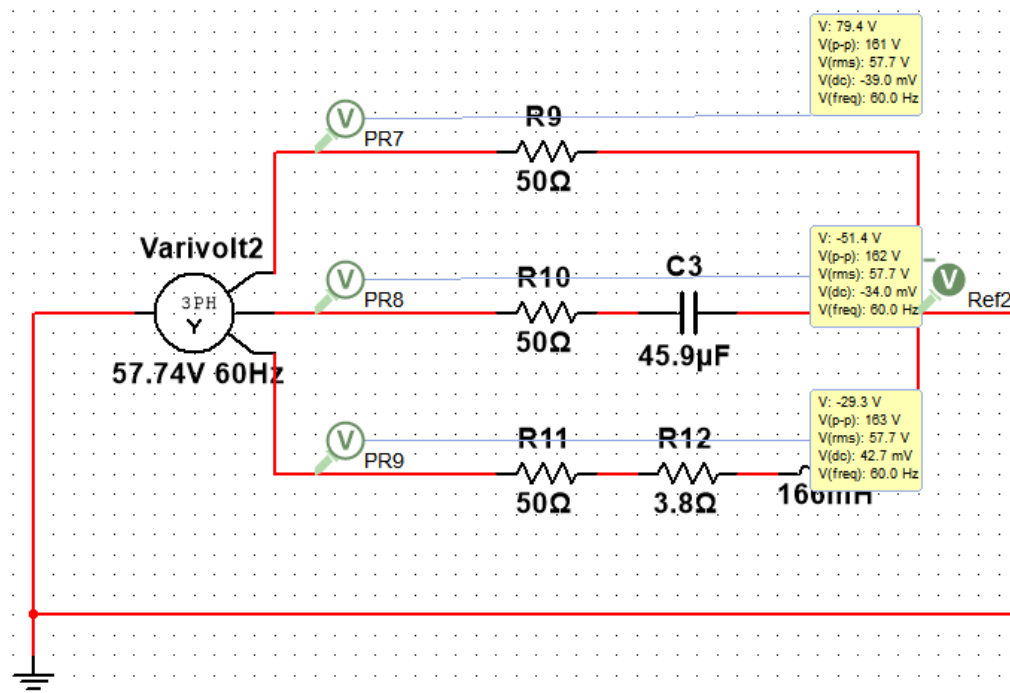 V: 79.4 V
V(p-p): 161 V
V(rms): 57.7 V
V(dc): -39.0 mV
V(freq): 60.0 Hz
V
PR7
R9
50Ω
Varivolt2
3PH
Y
57.74V 60Hz
V
PR8
R10
50Ω
C3
45.9µF
V: -51.4 V
V(p-p): 162 V
V(rms): 57.7 V
V(dc): -34.0 mV
V(freq): 60.0 Hz
V
Ref2
V
PR9
R11
50Ω
R12
3.8Ω
166mH
V: -29.3 V
V(p-p): 163 V
V(rms): 57.7 V
V(dc): 42.7 mV
V(freq): 60.0 Hz